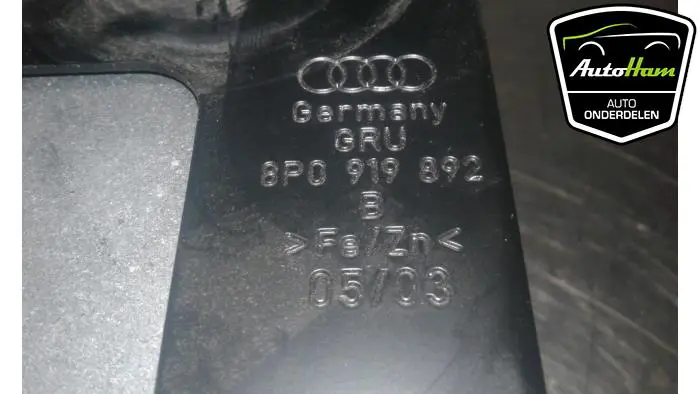 Germany
GRU
8P0 919 892
B
>Fe/Zn<
05/03
AutoHam
AUTO
ONDERDELEN